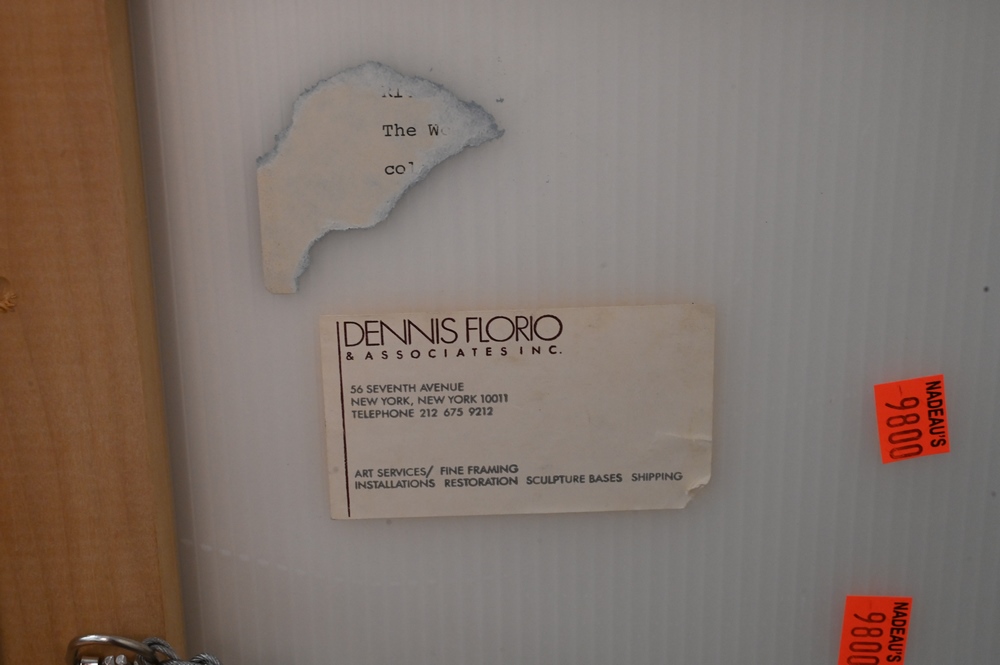 The
DENNIS FLORIO
& ASSOCIATES INC.
56 SEVENTH AVENUE
NEW YORK, NEW YORK 10011
TELEPHONE 212 675 9212
ART SERVICES/ FINE FRAMING
INSTALLATIONS RESTORATION SCULPTURE BASES SHIPPING
NADEAU'S
9800
NADEAU'S
9800